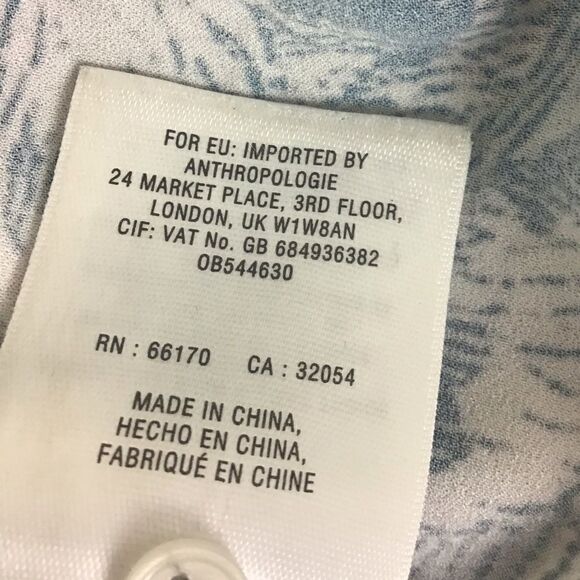 FOR EU: IMPORTED BY
ANTHROPOLOGIE
24 MARKET PLACE, 3RD FLOOR,
LONDON, UK W1W8AN
CIF: VAT No. GB 684936382
OB544630
RN : 66170 CA : 32054
MADE IN CHINA,
HECHO EN CHINA,
FABRIQUÉ EN CHINE